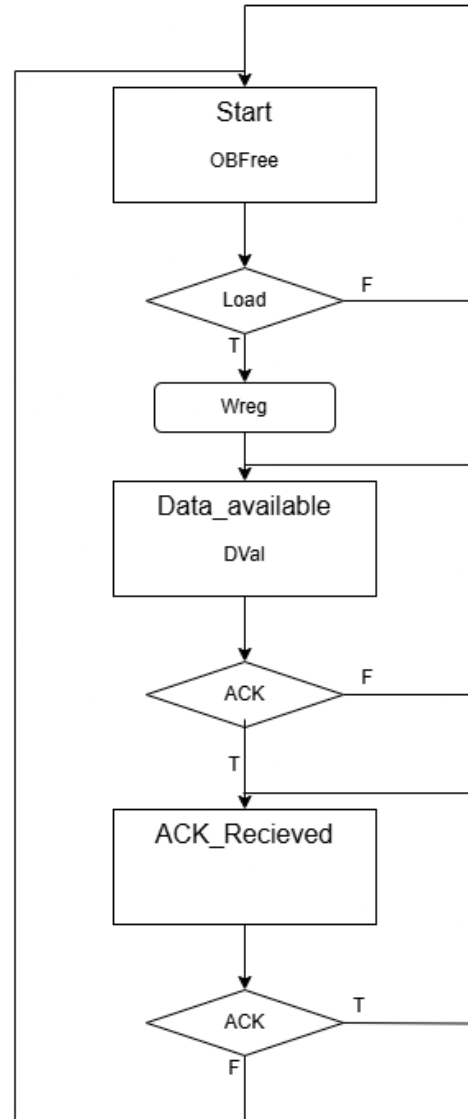 Start
OBFree
Load
F
T
Wreg
Data_available
DVal
ACK
F
T
ACK_Recieved
ACK
T
F